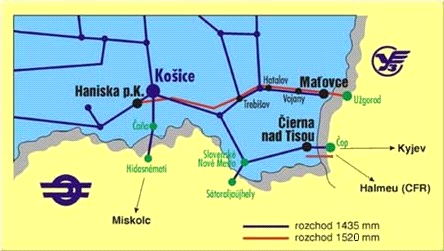 Košice
Haniska p.K.
Hatalov
Maťovce
Vojany
Užgorod
Trebišov
Čaňa
Čierna
nad Tisou
Čop
Kyjev
Slovenské
Nové Mesto
Hidasnémeti
Halmeu (CFR)
Sátoraljaújhely
Miskolc
rozchod 1435 mm
rozchod 1520 mm